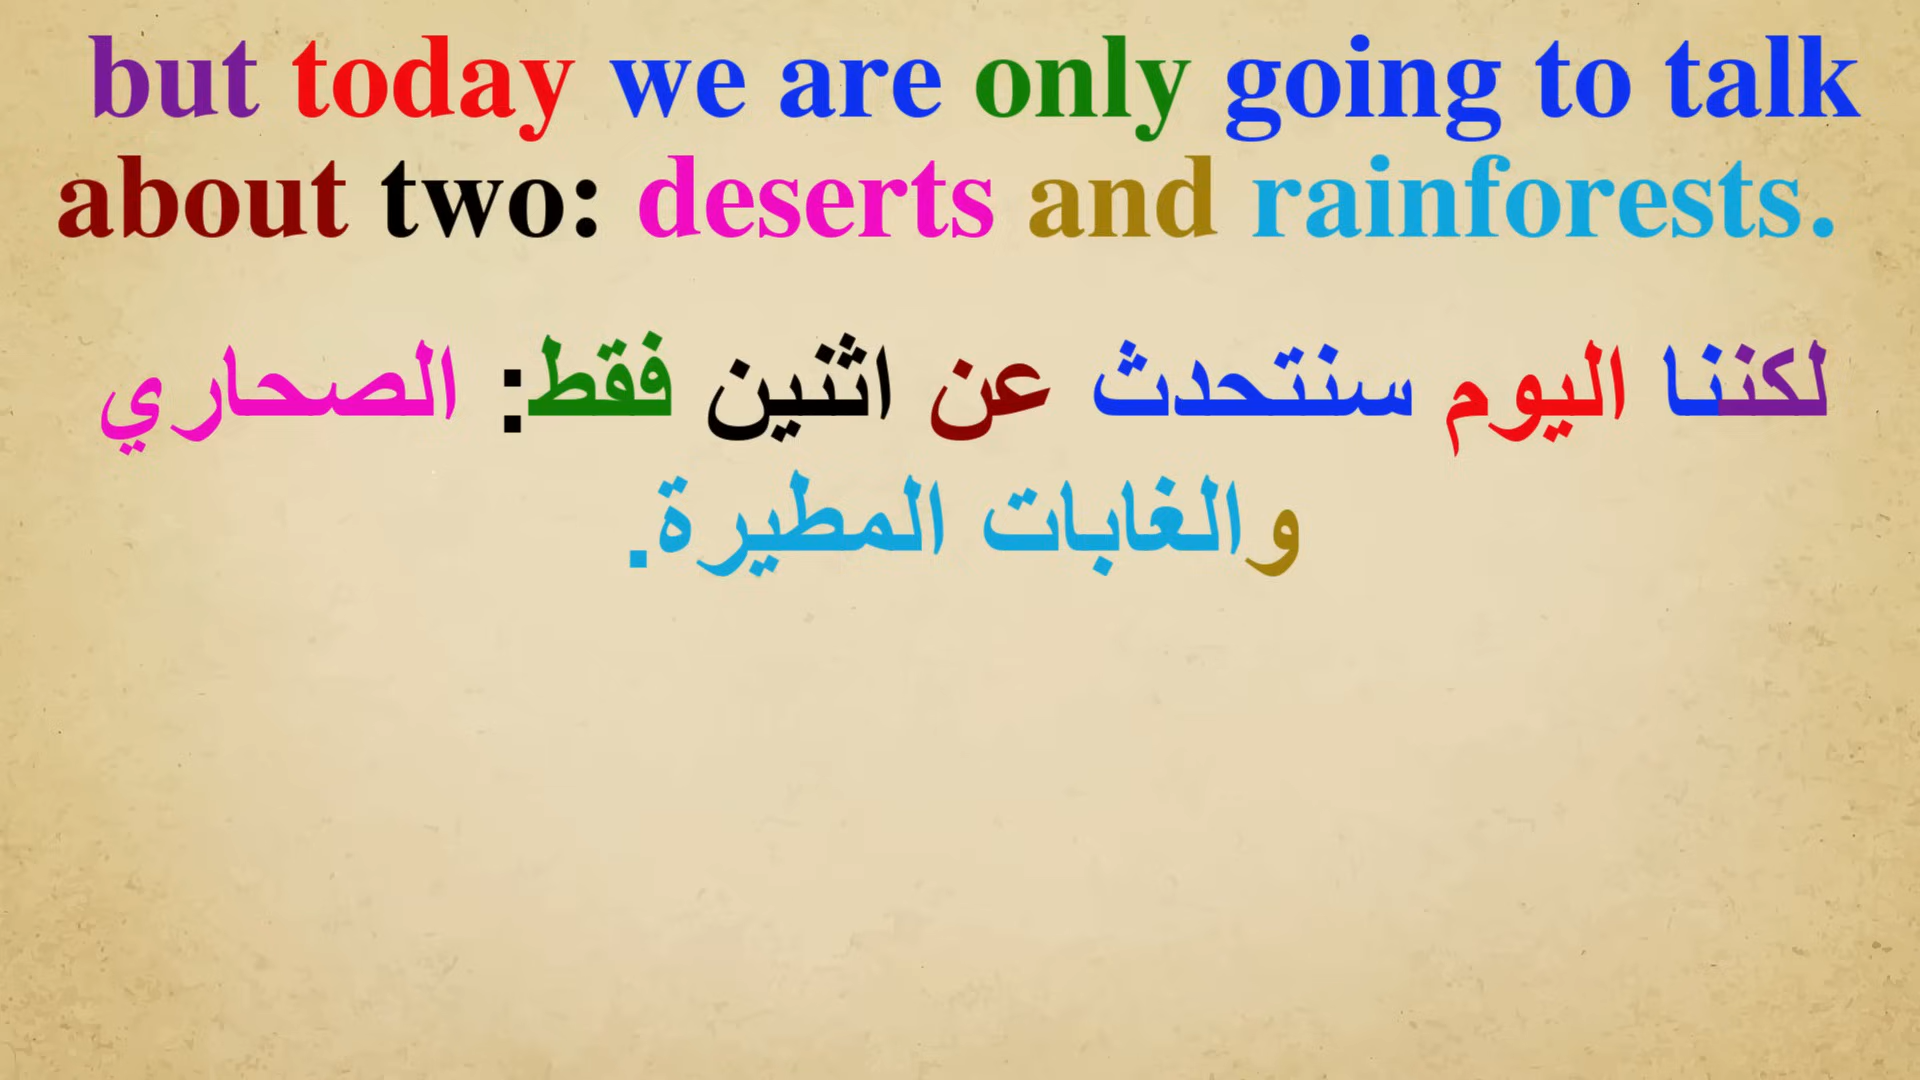 but today we are only going to talk
about two: deserts and rainforests.
لكننا اليوم سنتحدث عن اثنين فقط: الصحاري
والغابات المطيرة.